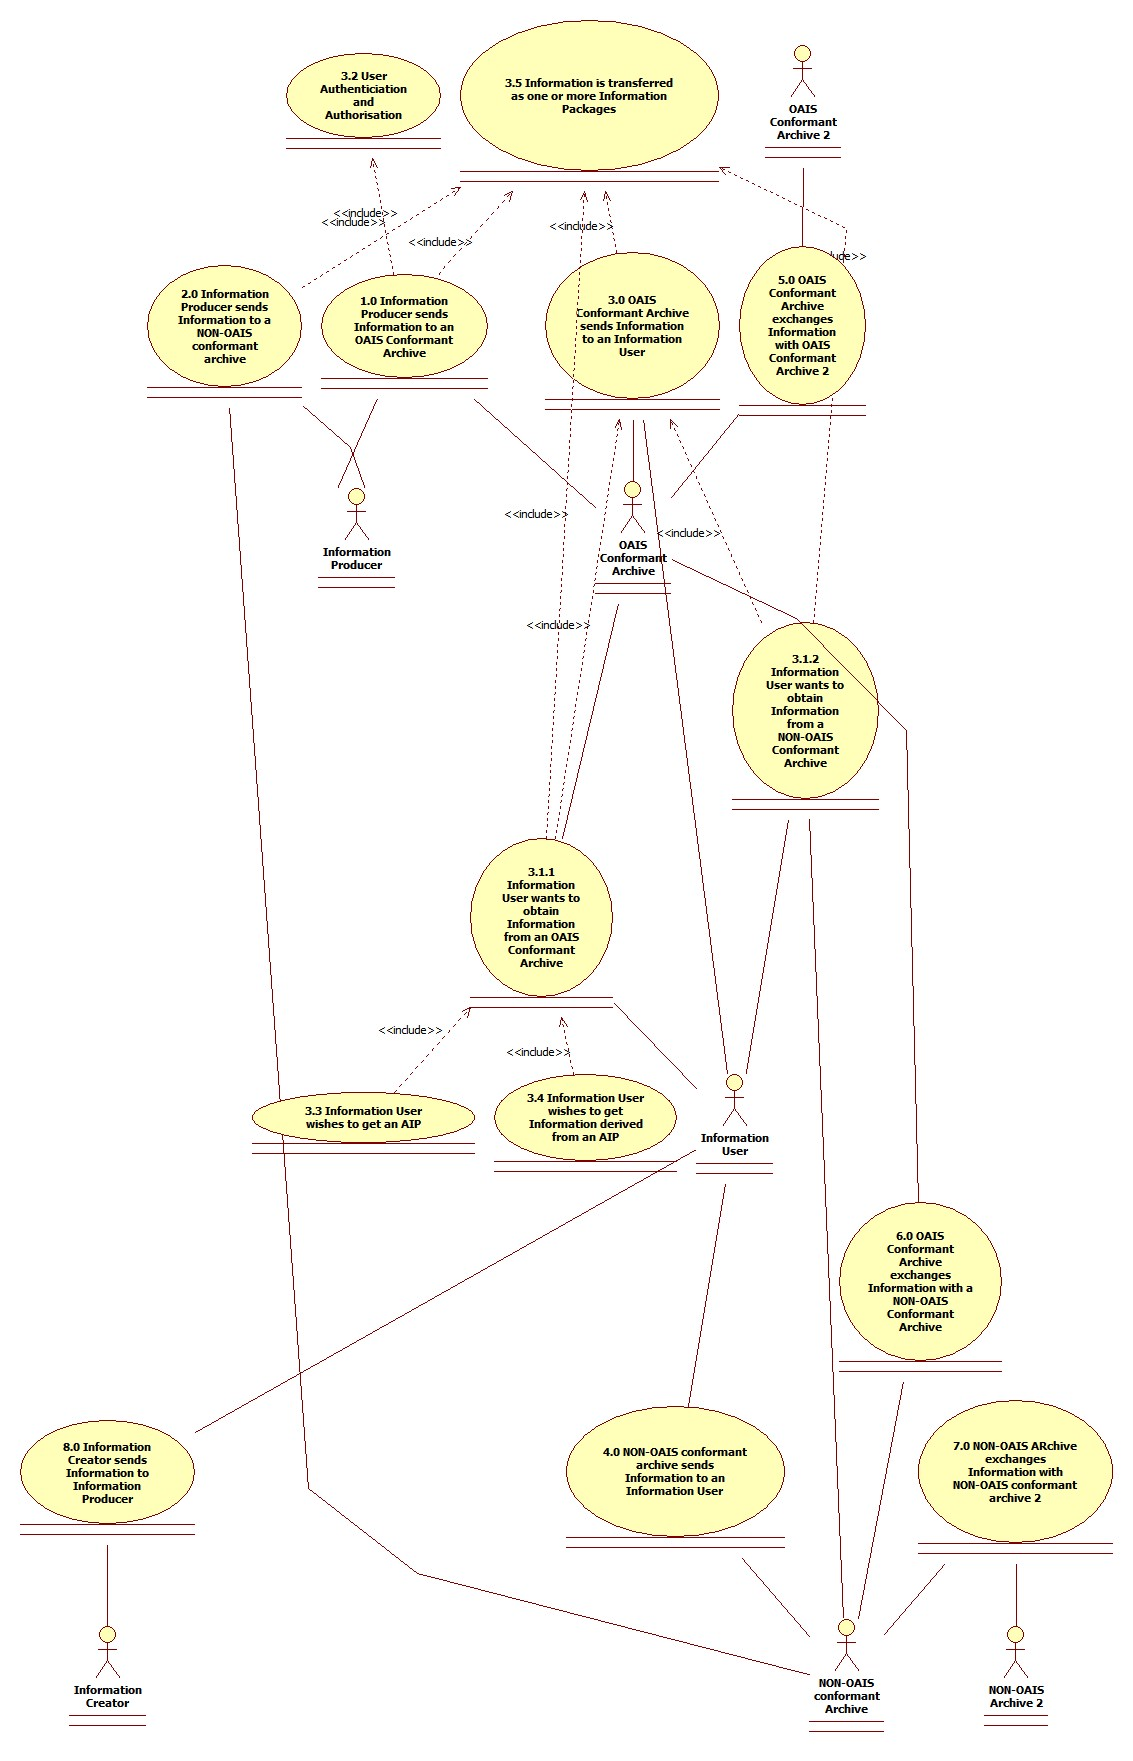 3.2 User
Authenticiation
and
Authorisation
3.5 Information is transferred
as one or more Information
Packages
OAIS
Conformant
Archive 2
<<include>>
<<include>>
<<include>>
<<include>>
ude>>
2.0 Information
Producer sends
Information to a
NON-OAIS
conformant
archive
1.0 Information
Producer sends
Information to an
OAIS Conformant
Archive
3.0 OAIS
Conformant Archive
sends Information
to an Information
User
5.0 OAIS
Conformant
Archive
exchanges
Information
with OAIS
Conformant
Archive 2
Information
Producer
<<include>>
OAIS
Conformant
Archive
<<include>>
<<include>>
3.1.2
Information
User wants to
obtain
Information
from a
NON-OAIS
Conformant
Archive
3.1.1
Information
User wants to
obtain
Information
from an OAIS
Conformant
Archive
<<include>>
<<include>>
3.3 Information User
wishes to get an AIP
3.4 Information User
wishes to get
Information derived
from an AIP
Information
User
6.0 OAIS
Conformant
Archive
exchanges
Information with a
NON-OAIS
Conformant
Archive
8.0 Information
Creator sends
Information to
Information
Producer
4.0 NON-OAIS conformant
archive sends
Information to an
Information User
7.0 NON-OAIS ARchive
exchanges
Information with
NON-OAIS conformant
archive 2
Information
Creator
NON-OAIS
conformant
Archive
NON-OAIS
Archive 2